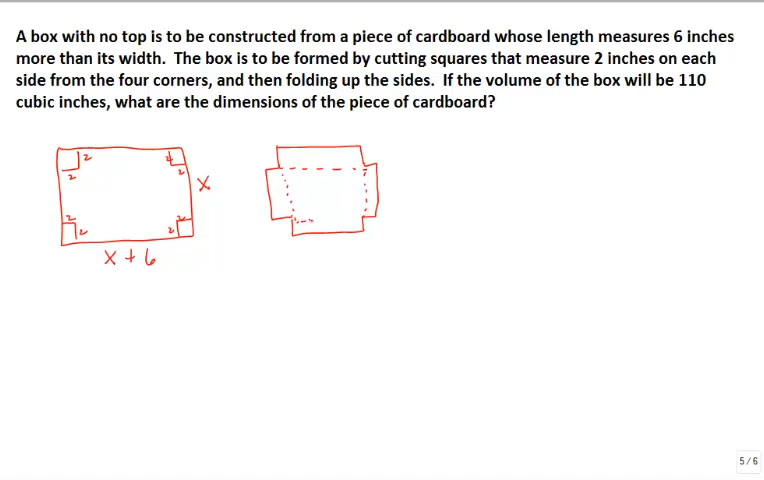 A box with no top is to be constructed from a piece of cardboard whose length measures 6 inches
more than its width.  The box is to be formed by cutting squares that measure 2 inches on each
side from the four corners, and then folding up the sides.  If the volume of the box will be 110
cubic inches, what are the dimensions of the piece of cardboard?
2 2
2 2
x
2 2
2 2
x + 6
5 / 6